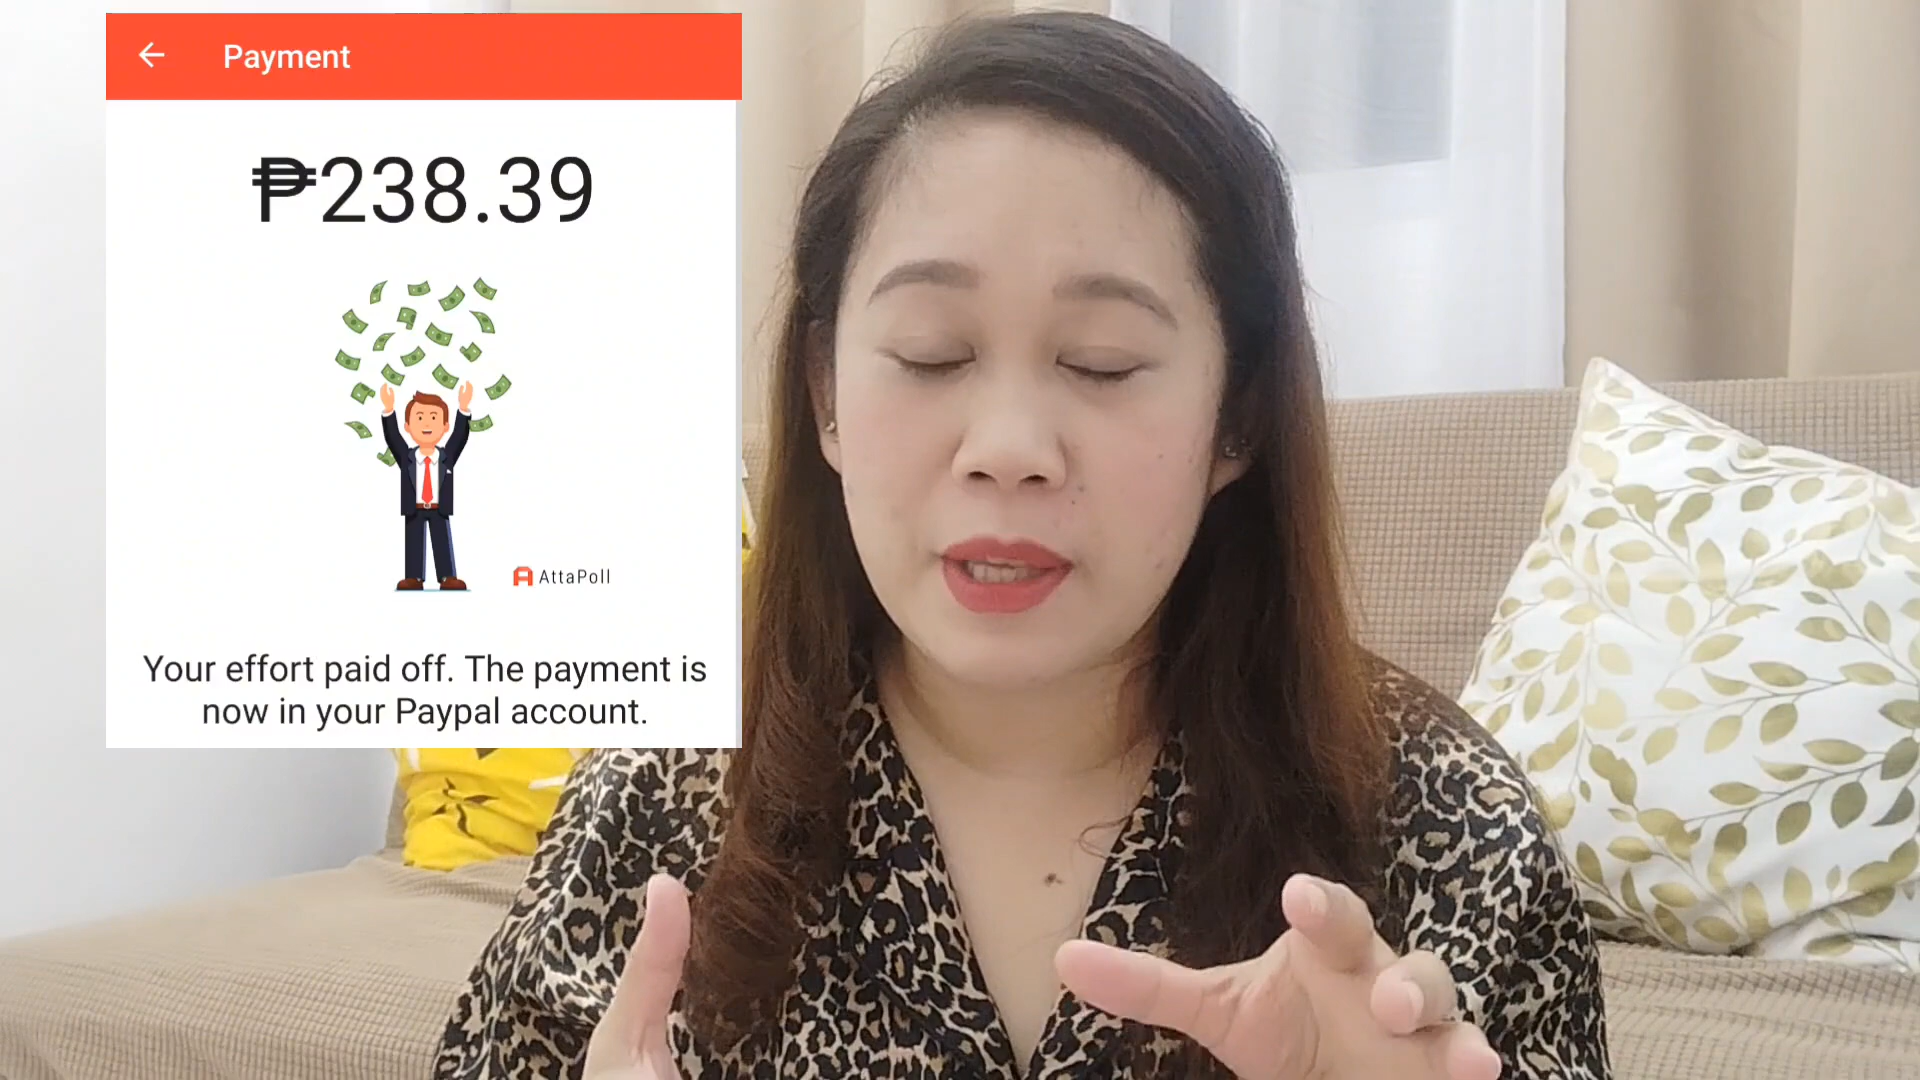 Payment
₱238.39
AttaPoll
Your effort paid off. The payment is
now in your Paypal account.